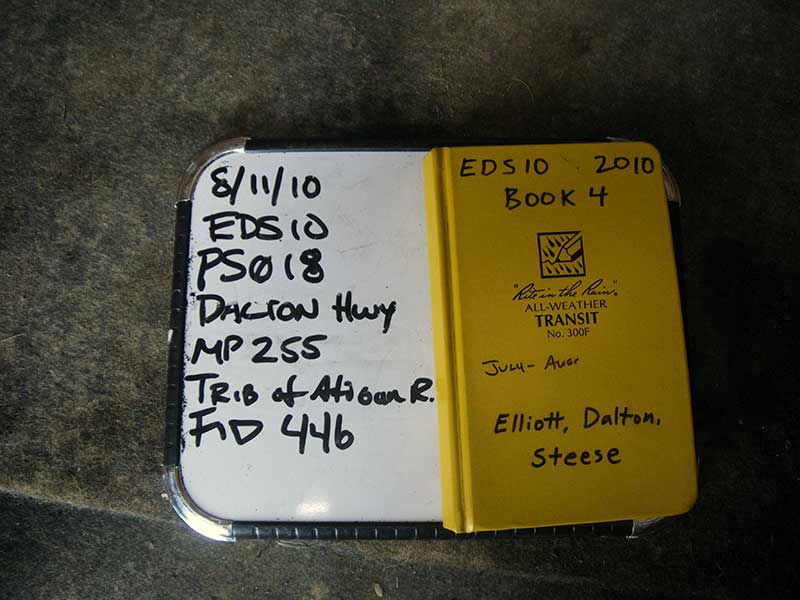 8/11/10
EDS10
PS018
DALTON HWY
MP 255
TRIB of Atigun R.
FID 446
EDS10 2010
BOOK 4
"Rite in the Rain"
ALL-WEATHER
TRANSIT
No. 300F
JULY - AUG
Elliott, Dalton,
Steese